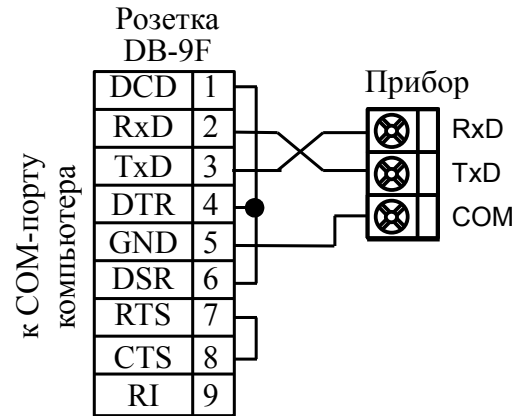 Розетка
DB-9F
DCD 1
RxD 2
TxD 3
DTR 4
GND 5
DSR 6
RTS 7
CTS 8
RI 9
к COM-порту
компьютера
Прибор
RxD
TxD
COM